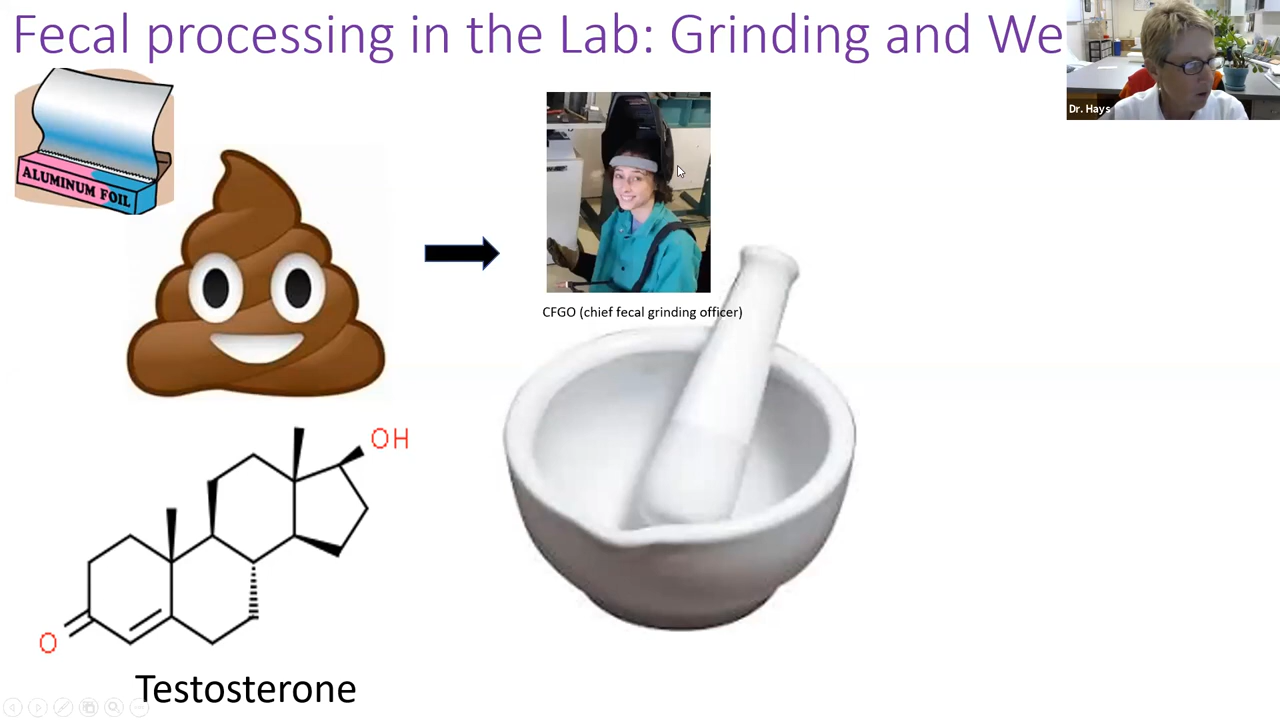 Fecal processing in the Lab: Grinding and We
Dr. Hays
ALUMINUM FOIL
CFGO (chief fecal grinding officer)
OH
O
Testosterone